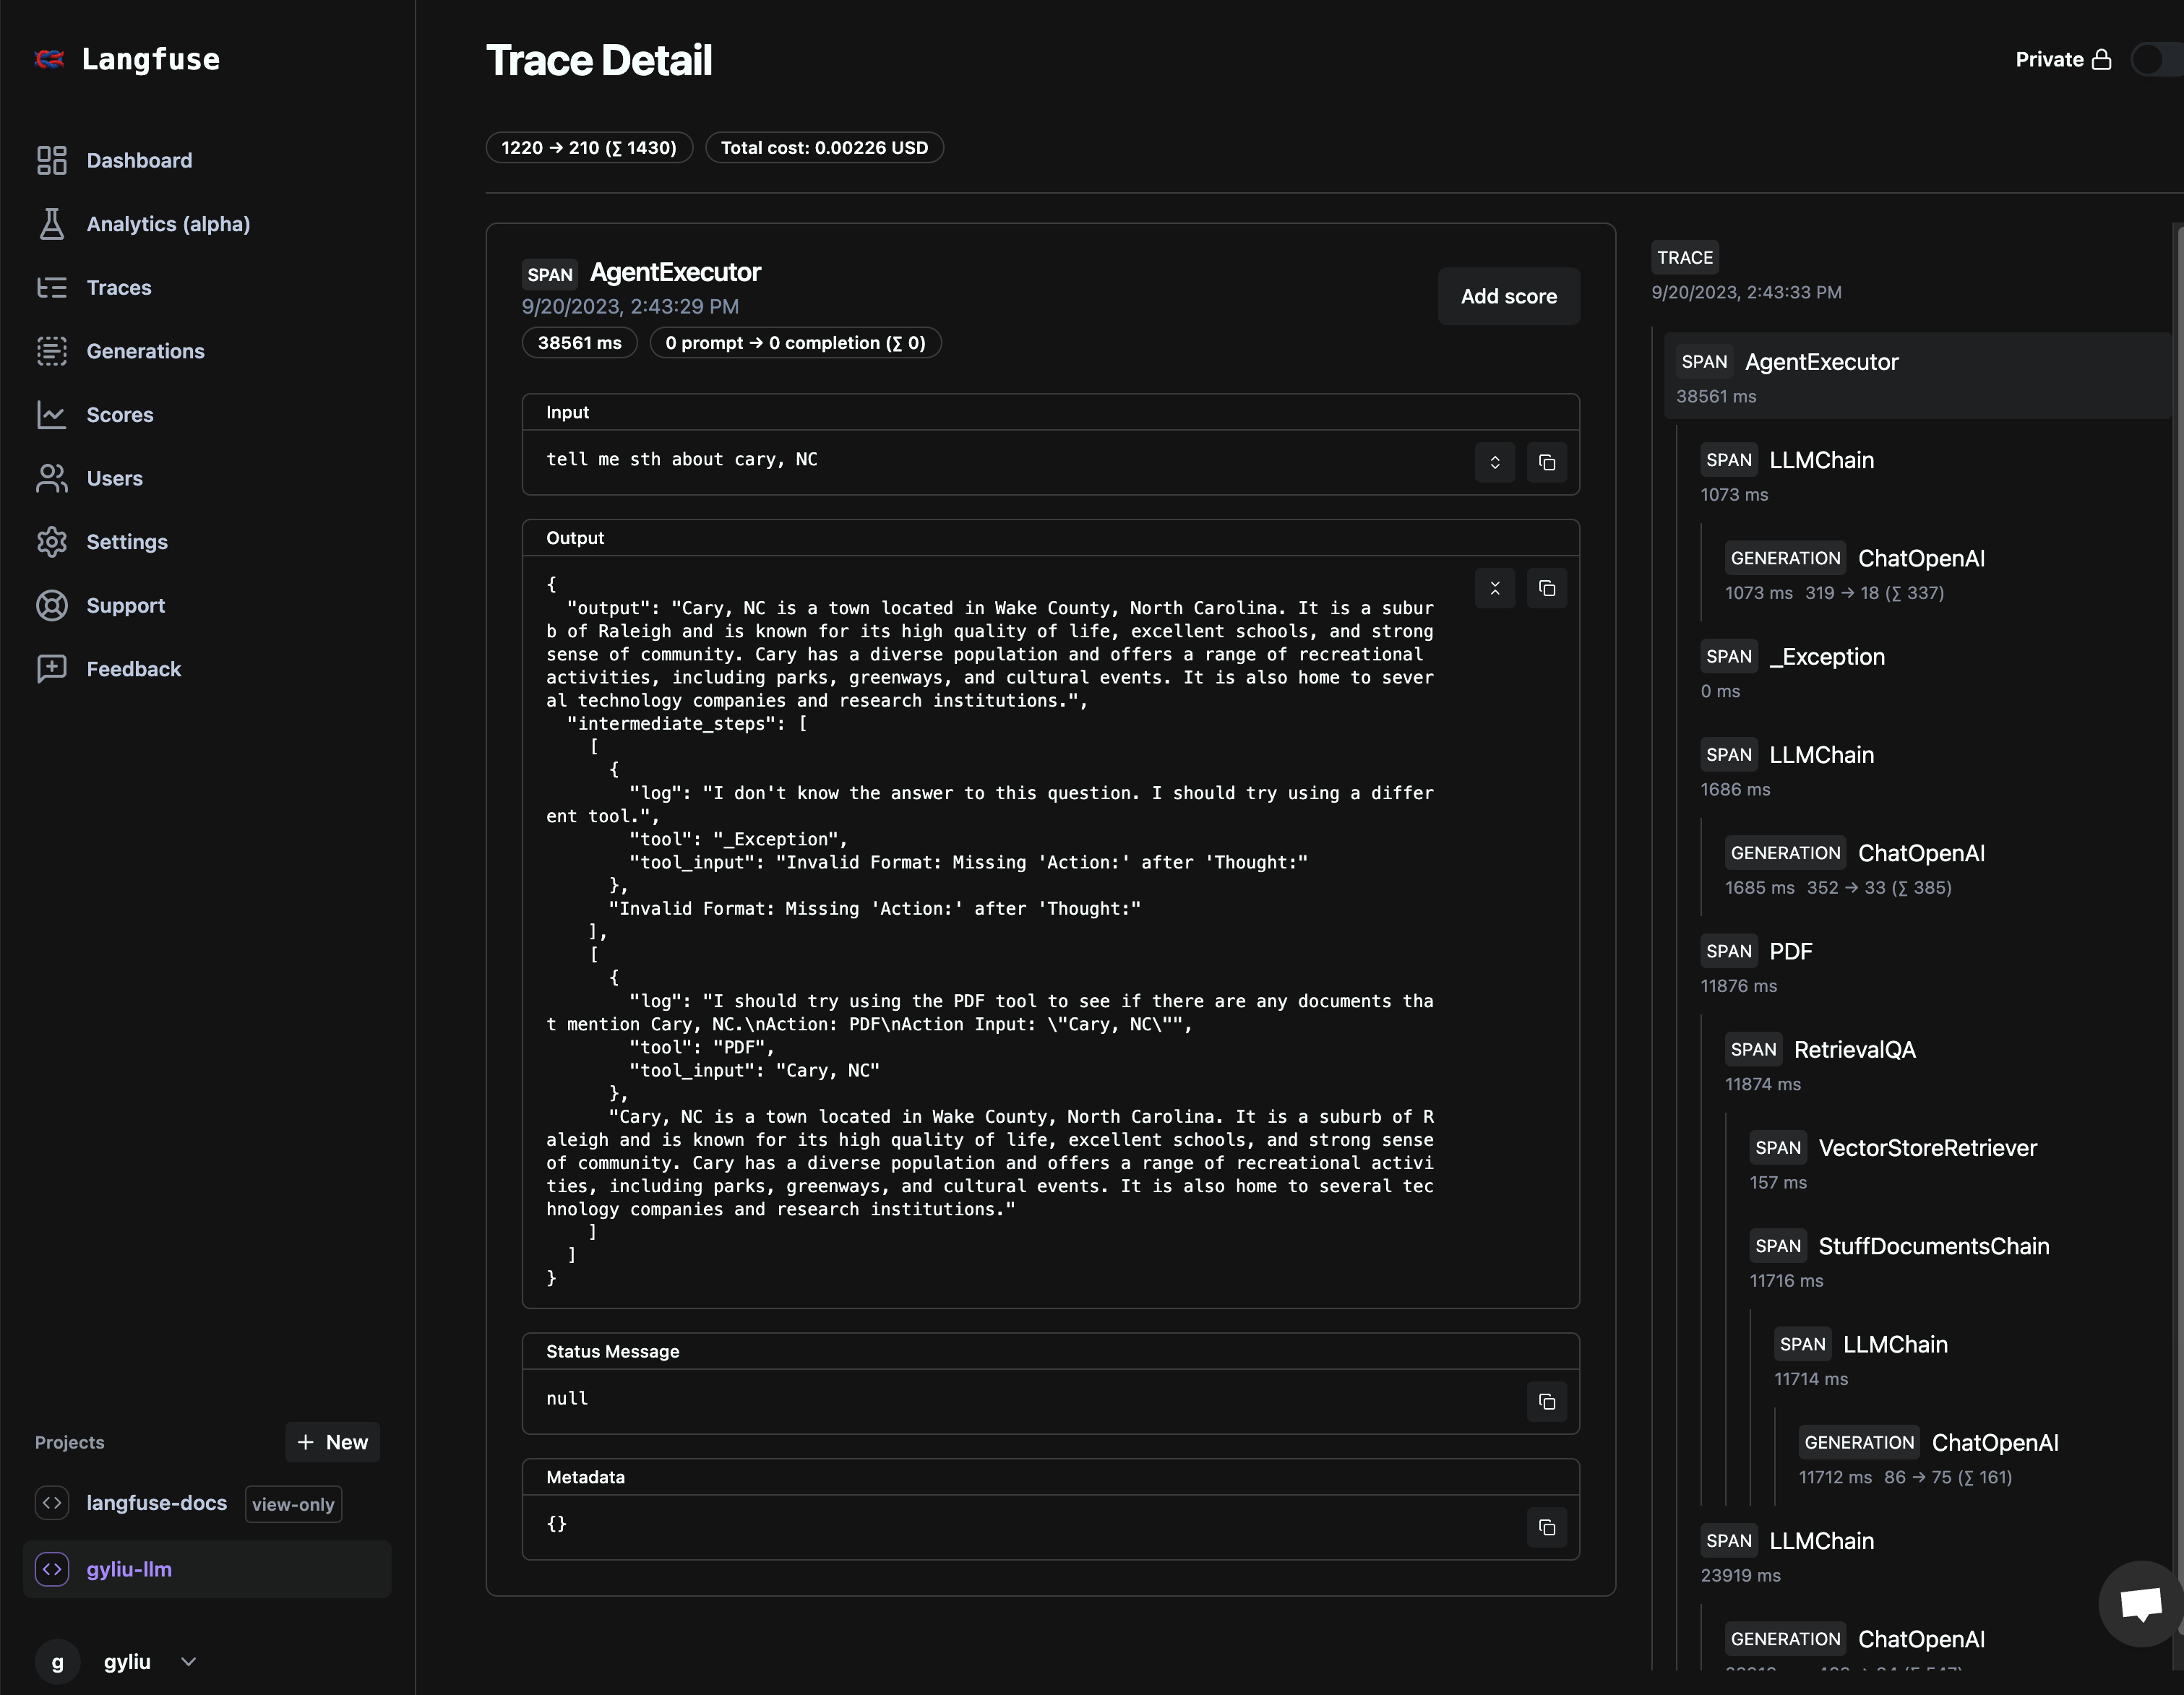 Langfuse
Dashboard
Analytics (alpha)
Traces
Generations
Scores
Users
Settings
Support
Feedback
Projects
+ New
langfuse-docs view-only
gyliu-llm
g gyliu
Trace Detail
Private
1220 → 210 (∑ 1430) Total cost: 0.00226 USD
SPAN AgentExecutor
9/20/2023, 2:43:29 PM
38561 ms 0 prompt → 0 completion (∑ 0)
Add score
Input
tell me sth about cary, NC
Output
{
"output": "Cary, NC is a town located in Wake County, North Carolina. It is a subur
b of Raleigh and is known for its high quality of life, excellent schools, and strong
sense of community. Cary has a diverse population and offers a range of recreational
activities, including parks, greenways, and cultural events. It is also home to sever
al technology companies and research institutions.",
"intermediate_steps": [
[
{
"log": "I don't know the answer to this question. I should try using a differ
ent tool.",
"tool": "_Exception",
"tool_input": "Invalid Format: Missing 'Action:' after 'Thought:"
},
"Invalid Format: Missing 'Action:' after 'Thought:"
],
[
{
"log": "I should try using the PDF tool to see if there are any documents tha
t mention Cary, NC.\nAction: PDF\nAction Input: \"Cary, NC\"",
"tool": "PDF",
"tool_input": "Cary, NC"
},
"Cary, NC is a town located in Wake County, North Carolina. It is a suburb of R
aleigh and is known for its high quality of life, excellent schools, and strong sense
of community. Cary has a diverse population and offers a range of recreational activi
ties, including parks, greenways, and cultural events. It is also home to several tec
hnology companies and research institutions."
]
]
}
Status Message
null
Metadata
{}
TRACE
9/20/2023, 2:43:33 PM
SPAN AgentExecutor
38561 ms
SPAN LLMChain
1073 ms
GENERATION ChatOpenAI
1073 ms 319 → 18 (∑ 337)
SPAN _Exception
0 ms
SPAN LLMChain
1686 ms
GENERATION ChatOpenAI
1685 ms 352 → 33 (∑ 385)
SPAN PDF
11876 ms
SPAN RetrievalQA
11874 ms
SPAN VectorStoreRetriever
157 ms
SPAN StuffDocumentsChain
11716 ms
SPAN LLMChain
11714 ms
GENERATION ChatOpenAI
11712 ms 86 → 75 (∑ 161)
SPAN LLMChain
23919 ms
GENERATION ChatOpenAI